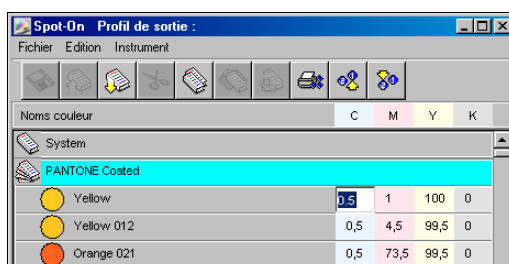 Spot-On Profil de sortie :
Fichier Edition Instrument
Noms couleur C M Y K
System
PANTONE Coated
Yellow 0.5 1 100 0
Yellow 012 0,5 4,5 99,5 0
Orange 021 0,5 73,5 99,5 0